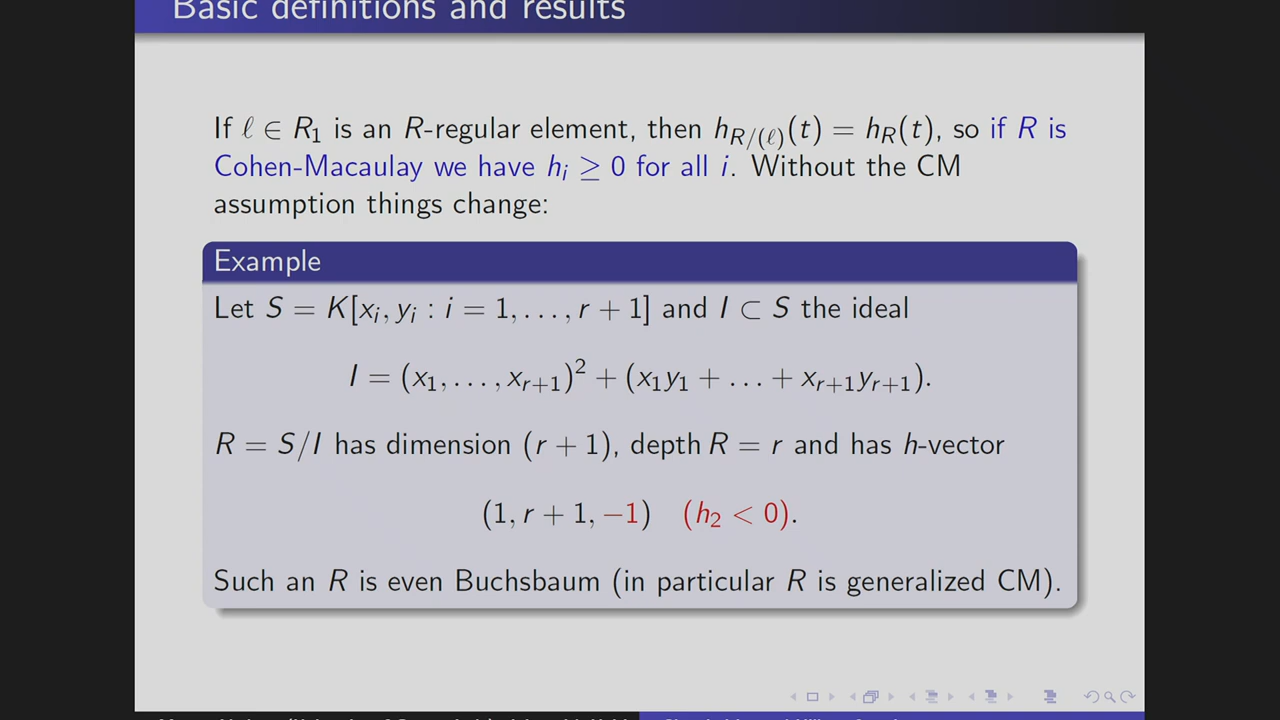 Basic definitions and results
If ℓ ∈ R₁ is an R-regular element, then h_{R/(ℓ)}(t) = h_R(t), so if R is
Cohen-Macaulay we have hᵢ ≥ 0 for all i. Without the CM
assumption things change:
Example
Let S = K[xᵢ, yᵢ : i = 1, . . . , r + 1] and I ⊂ S the ideal
I = (x₁, . . . , x_{r+1})² + (x₁y₁ + . . . + x_{r+1}y_{r+1}).
R = S/I has dimension (r + 1), depth R = r and has h-vector
(1, r + 1, −1) (h₂ < 0).
Such an R is even Buchsbaum (in particular R is generalized CM).